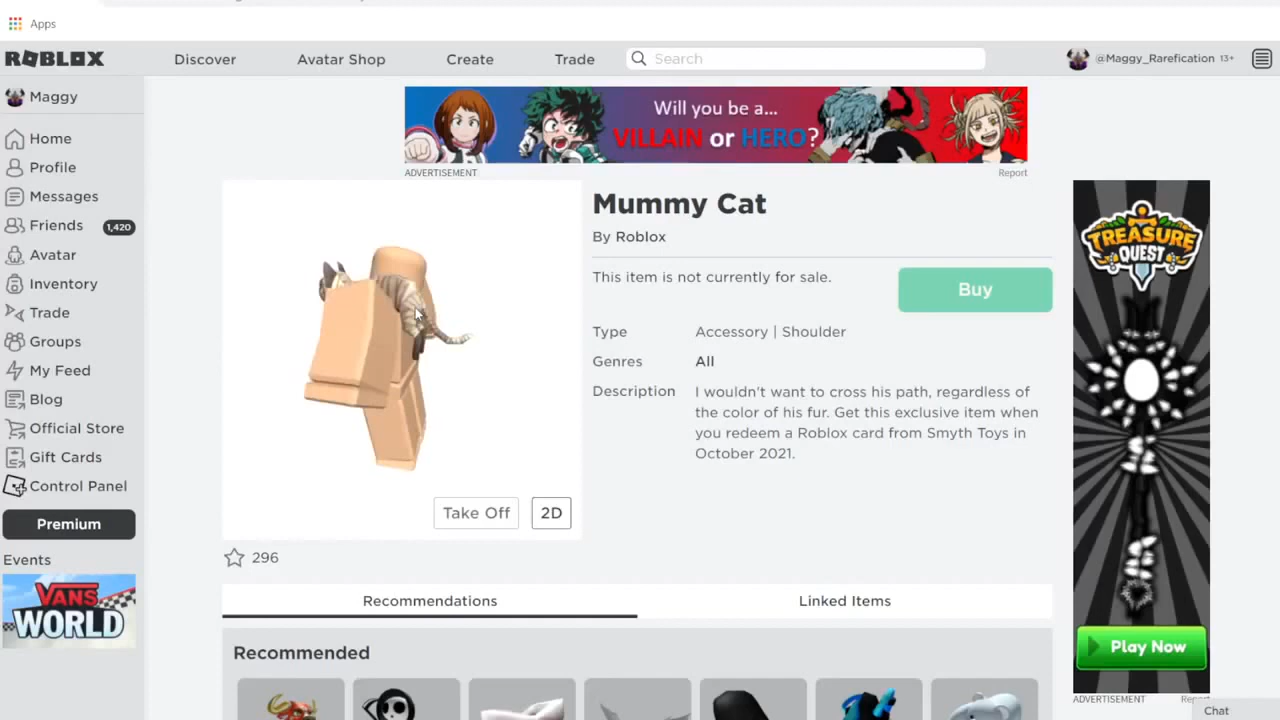 Apps
ROBLOX
Discover
Avatar Shop
Create
Trade
Search
@Maggy_Rarefication 13+
Maggy
Home
Profile
Messages
Friends 1,420
Avatar
Inventory
Trade
Groups
My Feed
Blog
Official Store
Gift Cards
Control Panel
Premium
Events
VANS
WORLD
Will you be a...
VILLAIN or HERO?
ADVERTISEMENT
Report
Mummy Cat
By Roblox
This item is not currently for sale.
Buy
Type Accessory | Shoulder
Genres All
Description I wouldn't want to cross his path, regardless of
the color of his fur. Get this exclusive item when
you redeem a Roblox card from Smyth Toys in
October 2021.
Take Off
2D
296
Recommendations
Linked Items
Recommended
TREASURE
QUEST
Play Now
ADVERTISEMENT
Chat